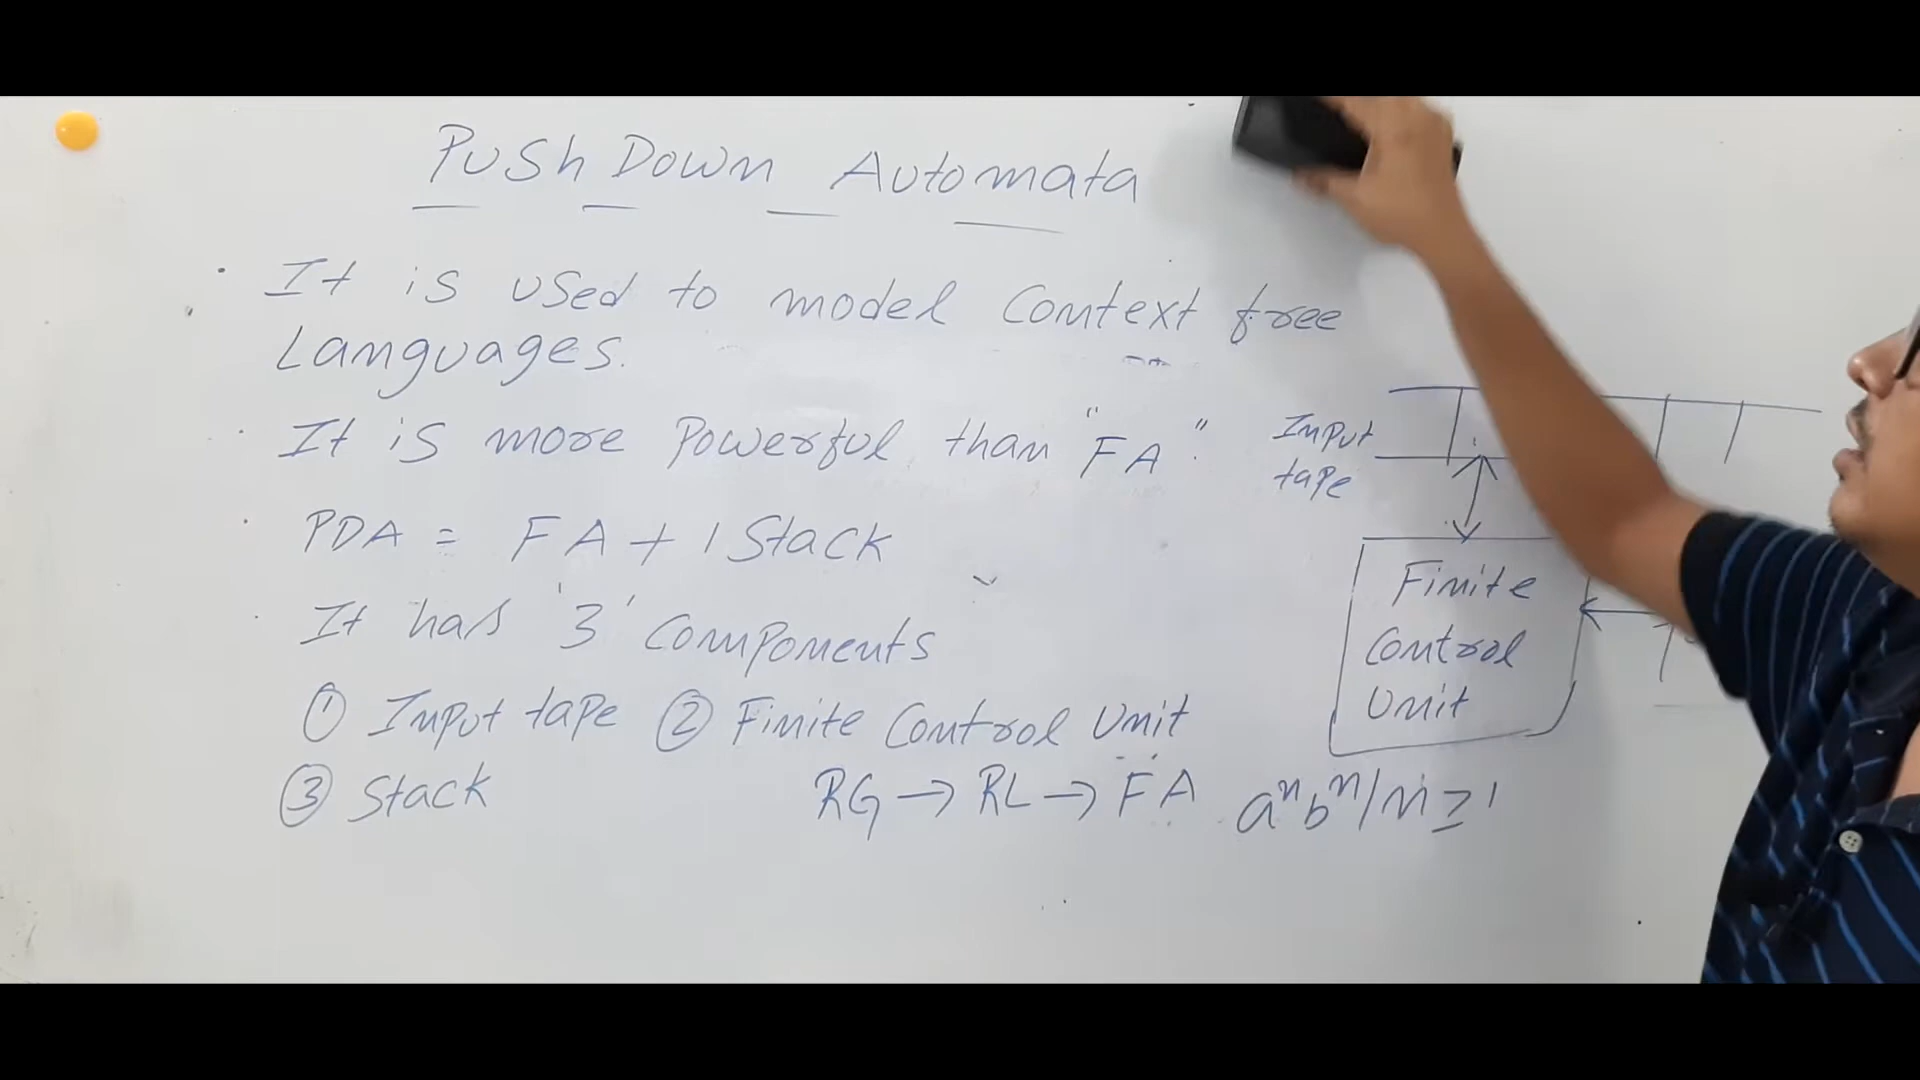 Push Down Automata
It is used to model Context free
Languages.
It is more Powerful than "FA".
PDA = FA + 1 Stack
It has '3' Components
① Input tape ② Finite Control Unit
③ Stack
RG → RL → FA aⁿbⁿ/n≥1
Input
tape
Finite
Control
Unit